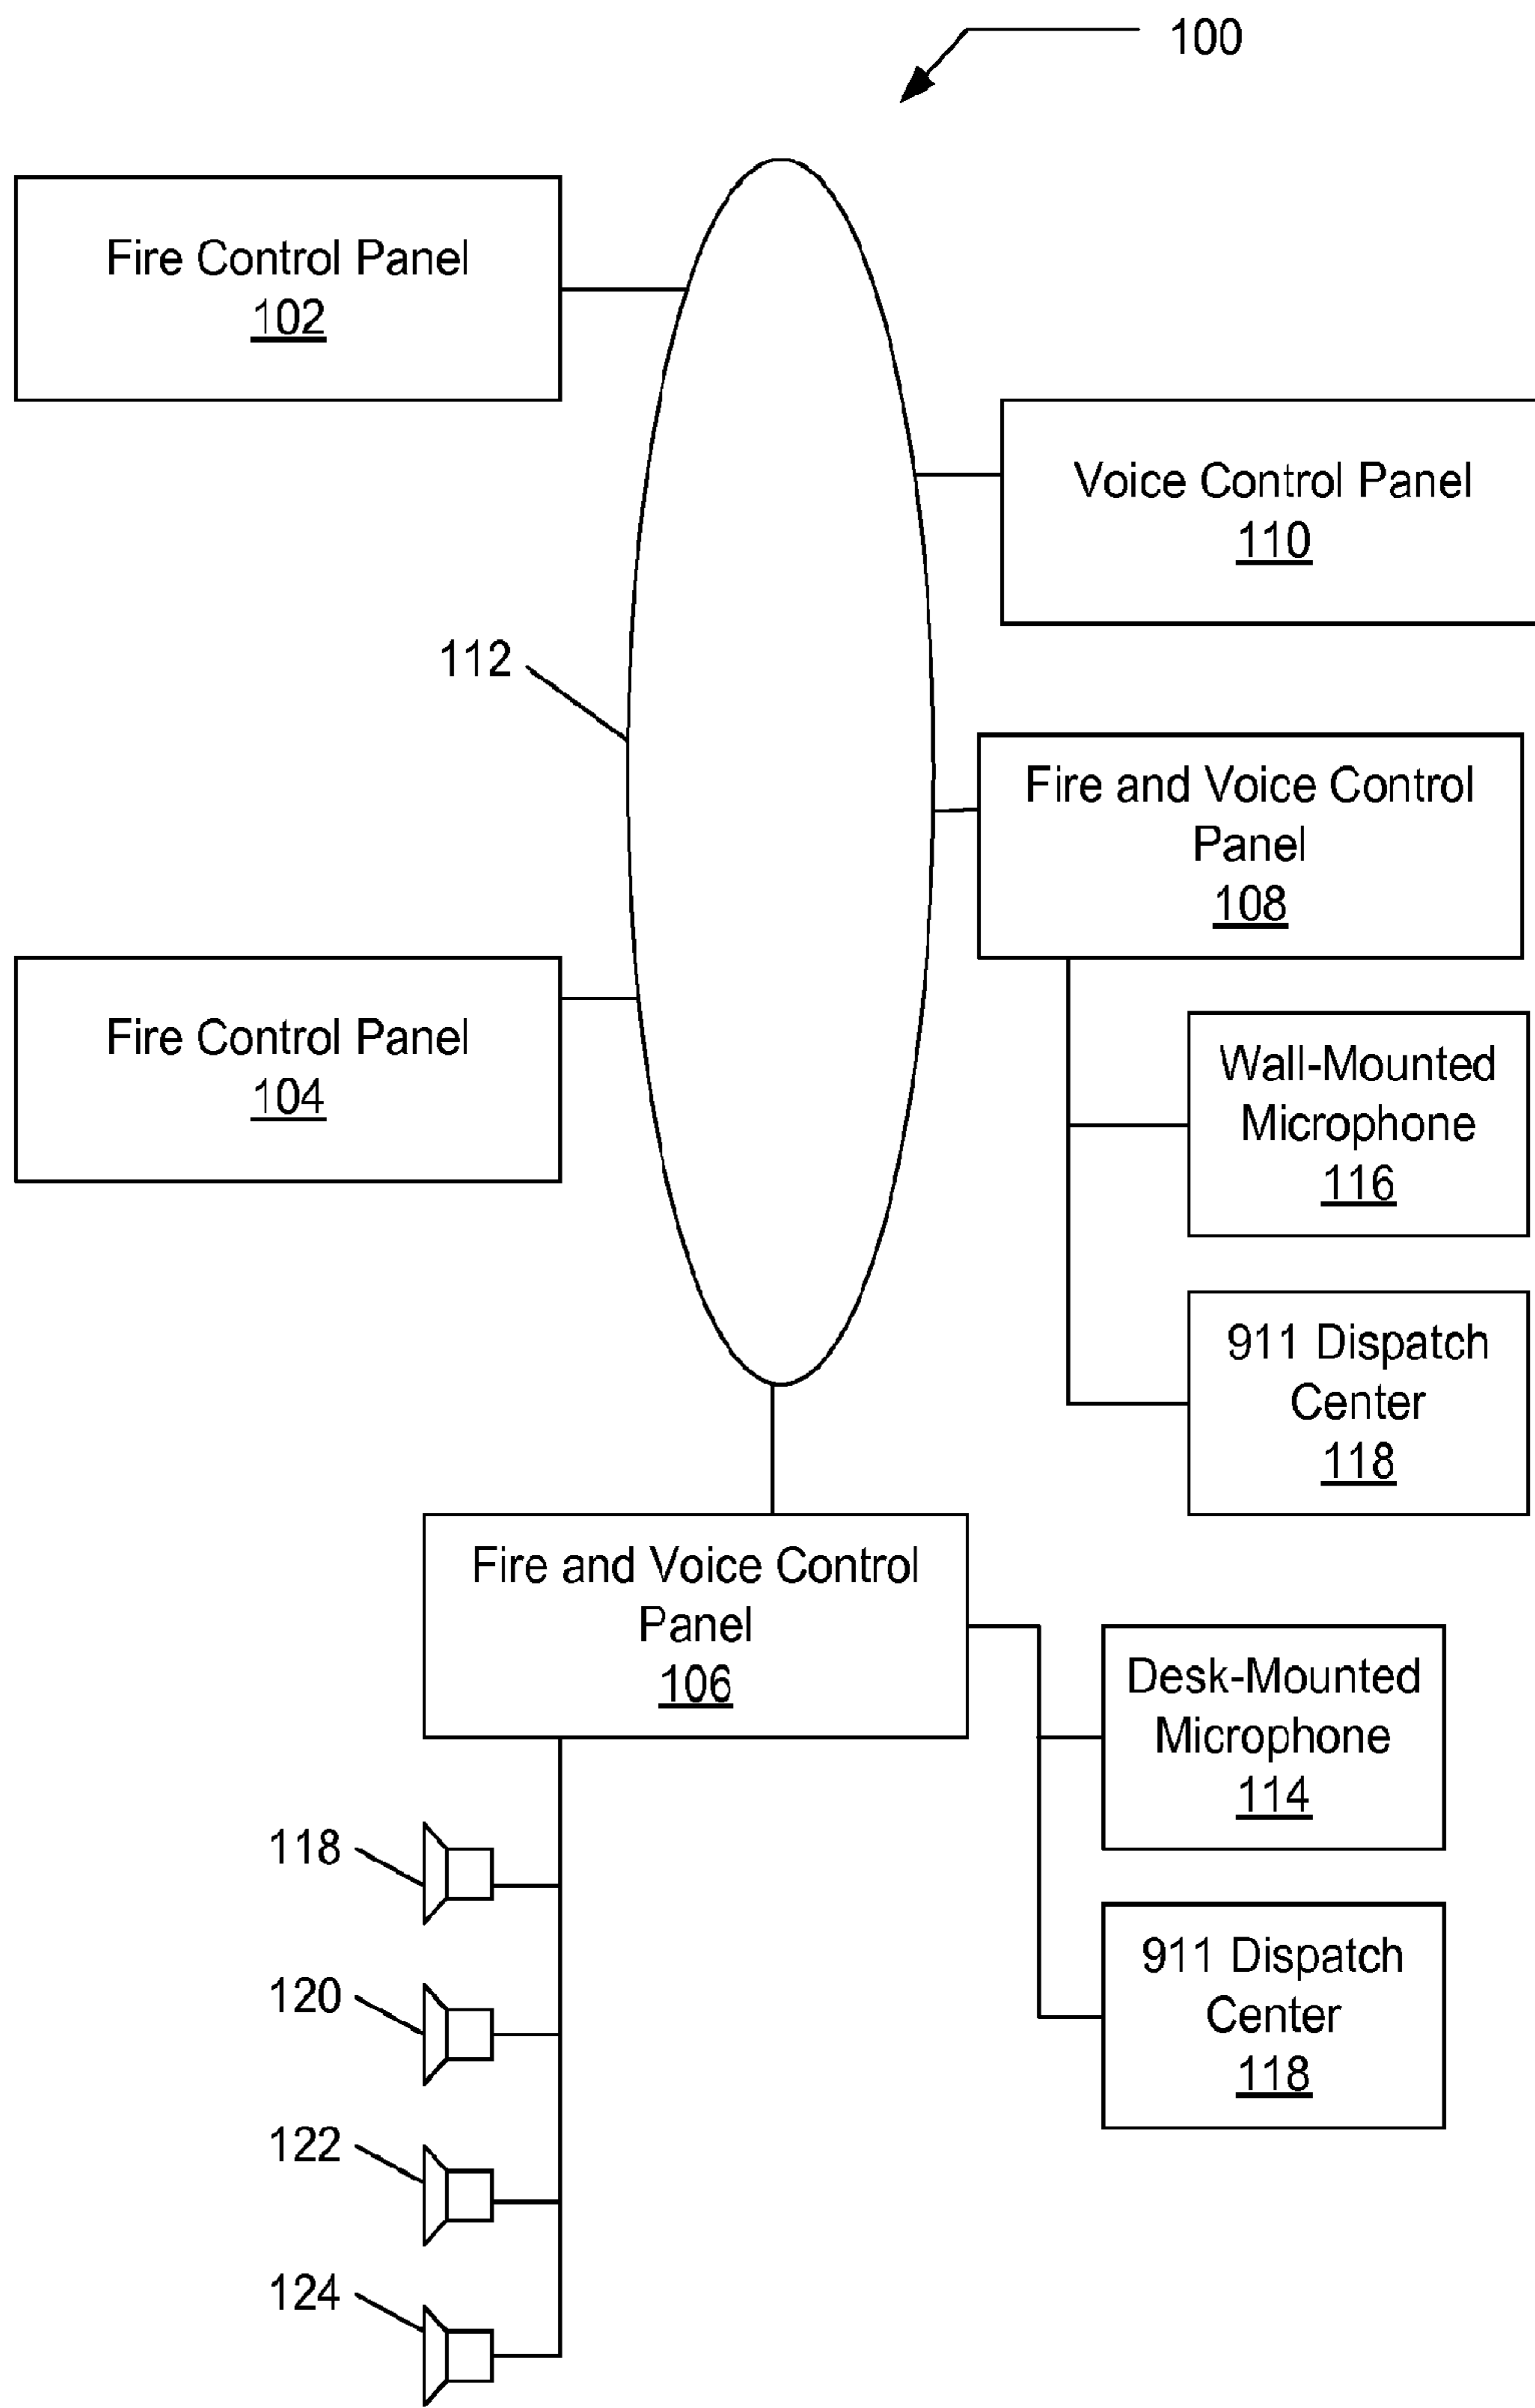 100
Fire Control Panel
102
Voice Control Panel
110
112
Fire and Voice Control
Panel
108
Fire Control Panel
104
Wall-Mounted
Microphone
116
911 Dispatch
Center
118
Fire and Voice Control
Panel
106
Desk-Mounted
Microphone
114
118
911 Dispatch
Center
118
120
122
124